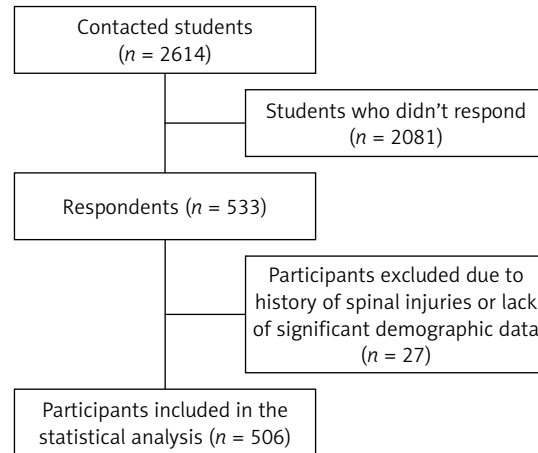 Contacted students
(n = 2614)
Students who didn’t respond
(n = 2081)
Respondents (n = 533)
Participants excluded due to
history of spinal injuries or lack
of significant demographic data
(n = 27)
Participants included in the
statistical analysis (n = 506)